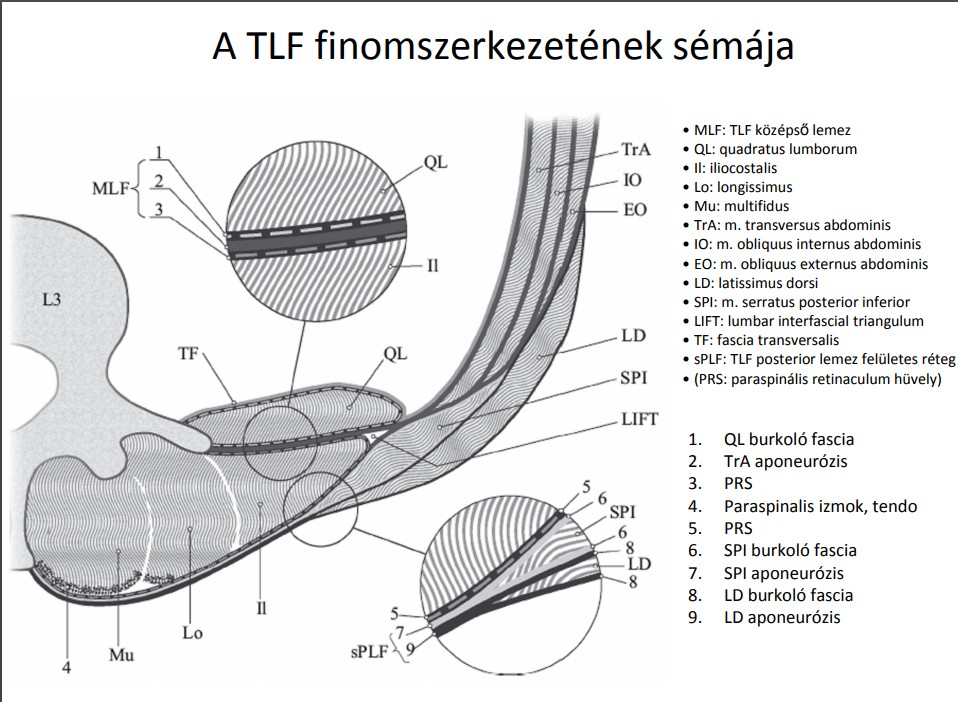 A TLF finomszerkezetének sémája
1
MLF
2
3
QL
Il
TrA
IO
EO
L3
TF
QL
LD
SPI
LIFT
5
6
SPI
6
8
LD
8
5
7
sPLF
9
Il
Lo
Mu
4
• MLF: TLF középső lemez
• QL: quadratus lumborum
• Il: iliocostalis
• Lo: longissimus
• Mu: multifidus
• TrA: m. transversus abdominis
• IO: m. obliquus internus abdominis
• EO: m. obliquus externus abdominis
• LD: latissimus dorsi
• SPI: m. serratus posterior inferior
• LIFT: lumbar interfascial triangulum
• TF: fascia transversalis
• sPLF: TLF posterior lemez felületes réteg
• (PRS: paraspinális retinaculum hüvely)
1. QL burkoló fascia
2. TrA aponeurózis
3. PRS
4. Paraspinalis izmok, tendo
5. PRS
6. SPI burkoló fascia
7. SPI aponeurózis
8. LD burkoló fascia
9. LD aponeurózis